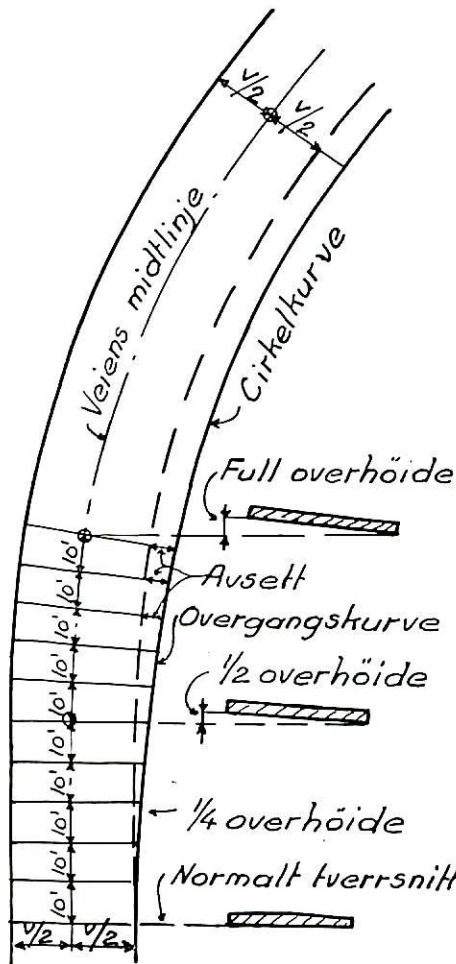 V/2 V/2
Veiens midtlinje
Cirkelkurve
Full overhöide
10'
Avsett
10'
10'
Overgangskurve
10'
1/2 overhöide
10'
10'
10'
10'
1/4 overhöide
10'
10'
Normalt tverrsnitt
V/2 V/2